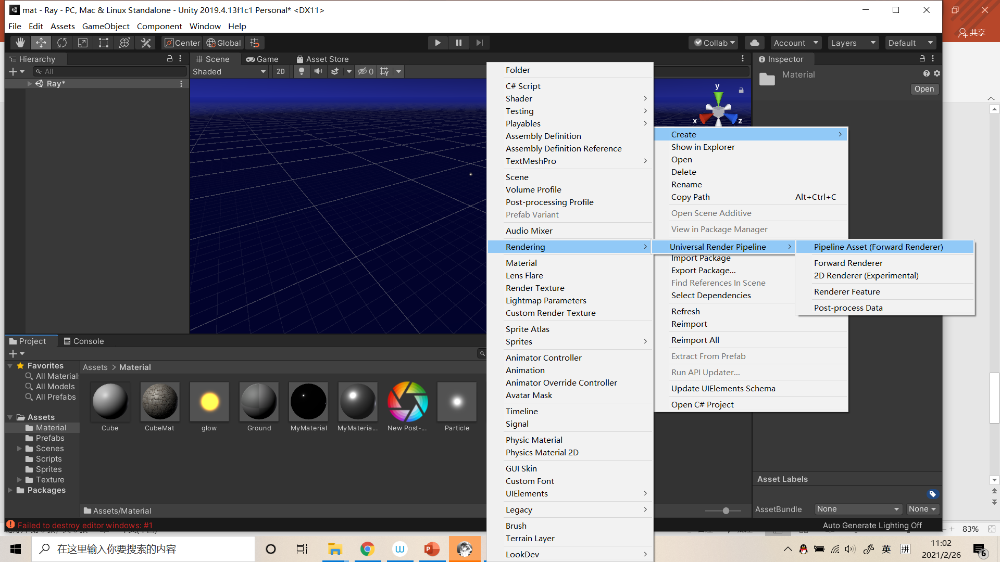 mat - Ray - PC, Mac & Linux Standalone - Unity 2019.4.13f1c1 Personal* <DX11>
File Edit Assets GameObject Component Window Help
共享
Center Global
Collab Account Layers Default
Hierarchy
All
Ray*
Scene Game Asset Store
Shaded 2D 0
y
x
z
Inspector
Material
Open
Folder
C# Script
Shader
Testing
Playables
Assembly Definition
Assembly Definition Reference
TextMeshPro
Scene
Volume Profile
Post-processing Profile
Prefab Variant
Audio Mixer
Rendering
Material
Lens Flare
Render Texture
Lightmap Parameters
Custom Render Texture
Sprite Atlas
Sprites
Animator Controller
Animation
Animator Override Controller
Avatar Mask
Timeline
Signal
Physic Material
Physics Material 2D
GUI Skin
Custom Font
UIElements
Legacy
Brush
Terrain Layer
LookDev
Create
Show in Explorer
Open
Delete
Rename
Copy Path Alt+Ctrl+C
Open Scene Additive
View in Package Manager
Universal Render Pipeline
Import Package
Export Package...
Find References In Scene
Select Dependencies
Refresh
Reimport
Reimport All
Extract From Prefab
Run API Updater...
Update UIElements Schema
Open C# Project
Pipeline Asset (Forward Renderer)
Forward Renderer
2D Renderer (Experimental)
Renderer Feature
Post-process Data
Project Console
Favorites
All Materials
All Models
All Prefabs
Assets
Material
Prefabs
Scenes
Scripts
Sprites
Texture
Packages
Assets > Material
Cube CubeMat glow Ground MyMaterial MyMateria... New Post-... Particle
Assets/Material
Asset Labels
AssetBundle None None
Failed to destroy editor windows: #1
Auto Generate Lighting Off
83%
在这里输入你要搜索的内容
英 拼
11:02
2021/2/26
6